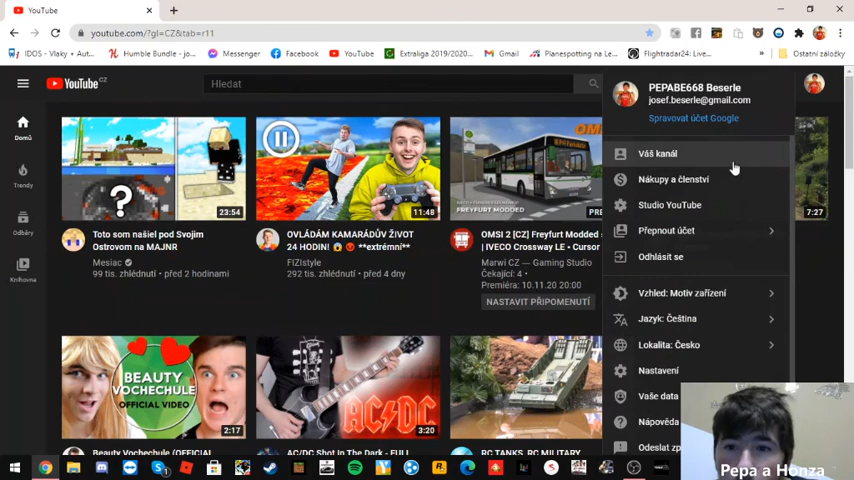 YouTube
youtube.com/?gl=CZ&tab=r11
IDOS - Vlaky + Aut...
Humble Bundle - jo...
Messenger
Facebook
YouTube
Extraliga 2019/2020...
Gmail
Planespotting na Le...
Flightradar24: Live...
Ostatní záložky
YouTube CZ
Hledat
PEPABE668 Beserle
josef.beserle@gmail.com
Spravovat účet Google
Domů
Trendy
Odběry
Knihovna
?
23:54
11:48
FREYFURT MODDED
PRE
7:27
Toto som našiel pod Svojim
Ostrovom na MAJNR
Mesiac
99 tis. zhlédnutí • před 2 hodinami
OVLÁDÁM KAMARÁDŮV ŽIVOT
24 HODIN! **extrémní**
FIZIstyle
292 tis. zhlédnutí • před 4 dny
OMSI 2 [CZ] Freyfurt Modded
| IVECO Crossway LE • Cursor
Marwi CZ — Gaming Studio
Čekající: 4 •
Premiéra: 10.11.20 20:00
NASTAVIT PŘIPOMENUTÍ
Váš kanál
Nákupy a členství
Studio YouTube
Přepnout účet
Odhlásit se
Vzhled: Motiv zařízení
Jazyk: Čeština
Lokalita: Česko
Nastavení
Vaše data
Nápověda
Odeslat zp
BEAUTY
VOCHECHULE
OFFICIAL VIDEO
2:17
AC/DC
3:20
Beauty Vochechule (Official
AC/DC Shot In The Dark - FULL
RC TANKS, RC MILITARY
Pepa a Honza